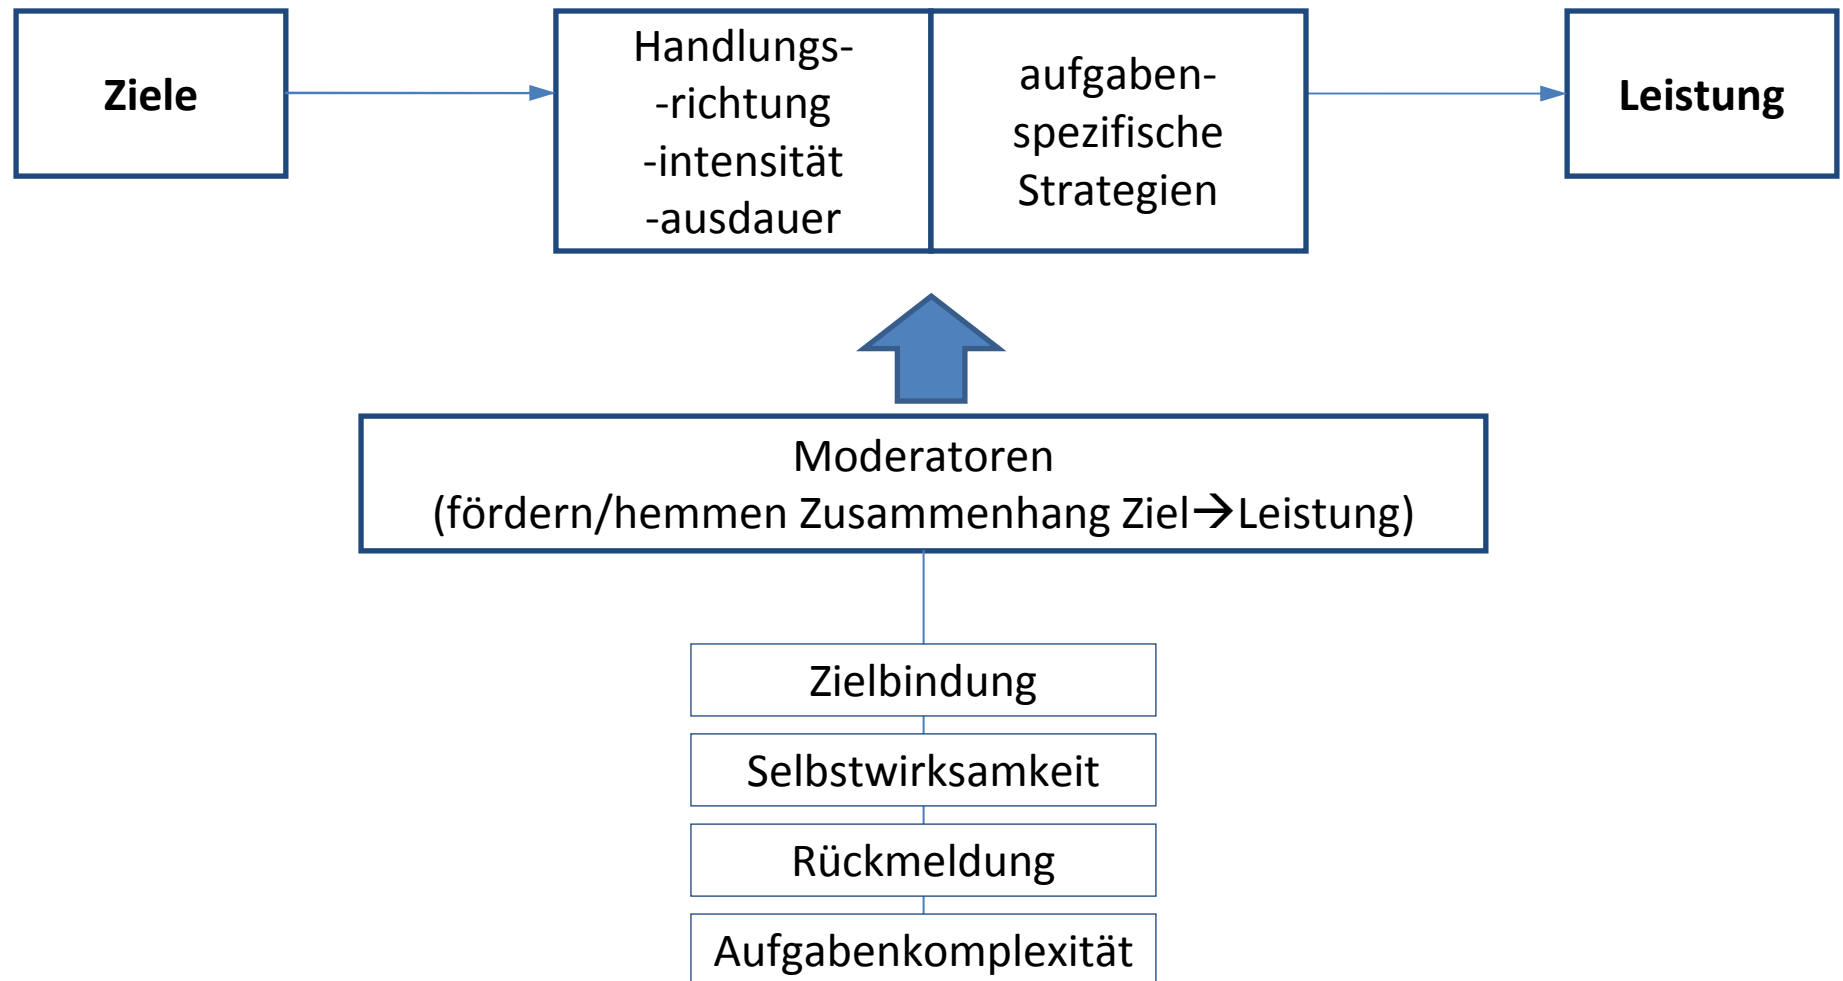 Ziele
Handlungs-
-richtung
-intensität
-ausdauer
aufgaben-
spezifische
Strategien
Leistung
Moderatoren
(fördern/hemmen Zusammenhang Ziel→Leistung)
Zielbindung
Selbstwirksamkeit
Rückmeldung
Aufgabenkomplexität